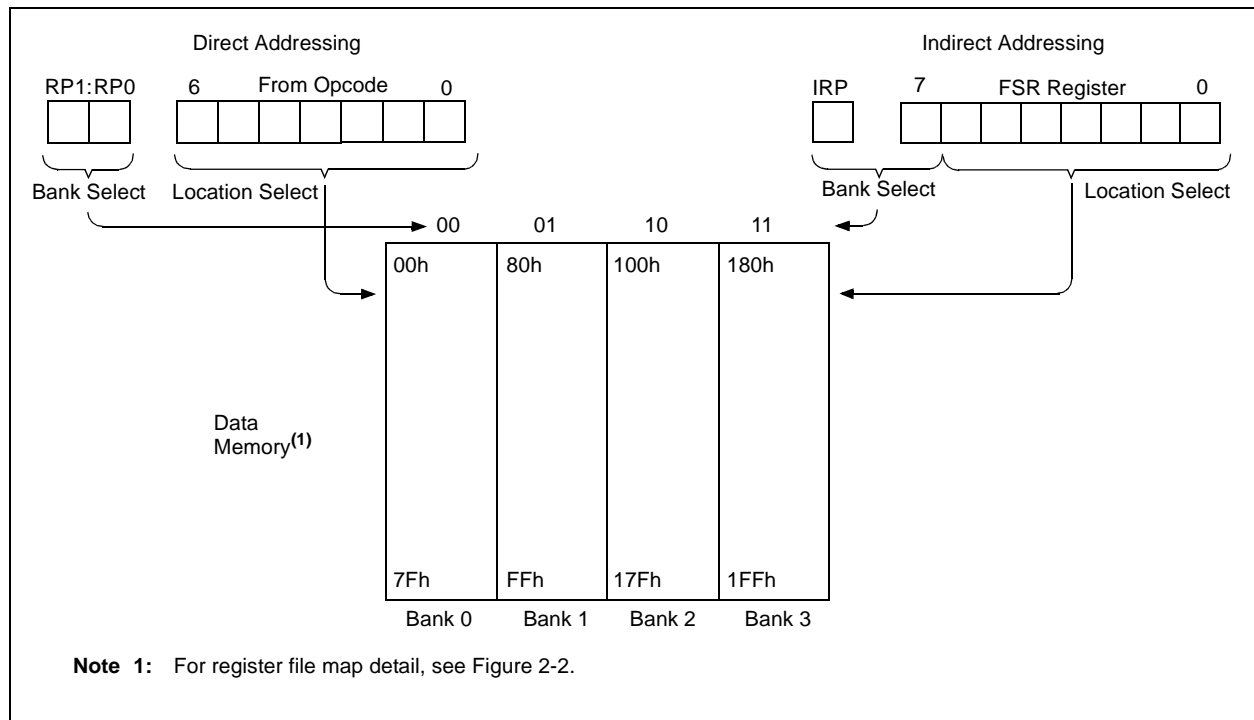 Direct Addressing
Indirect Addressing
RP1:RP0
6
From Opcode
0
IRP
7
FSR Register
0
Bank Select
Location Select
Bank Select
Location Select
00
01
10
11
00h
80h
100h
180h
Data
Memory(1)
7Fh
FFh
17Fh
1FFh
Bank 0
Bank 1
Bank 2
Bank 3
Note 1: For register file map detail, see Figure 2-2.